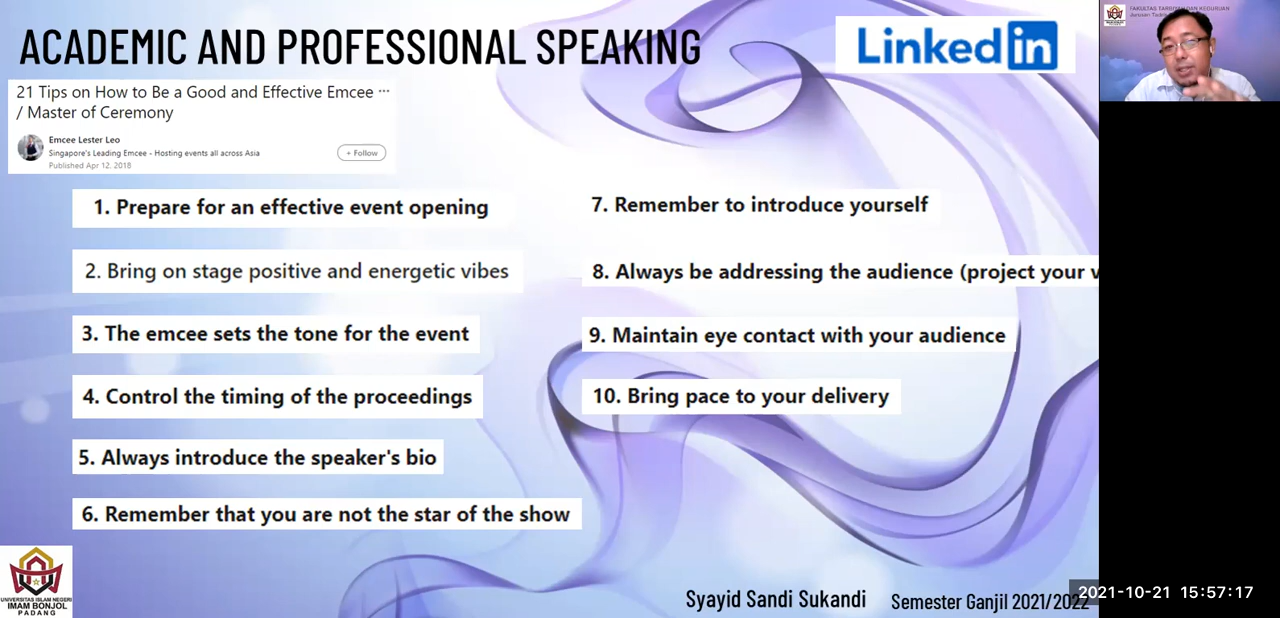 ACADEMIC AND PROFESSIONAL SPEAKING
Linkedin
21 Tips on How to Be a Good and Effective Emcee ...
/ Master of Ceremony
Emcee Lester Leo
Singapore's Leading Emcee - Hosting events all across Asia
+ Follow
Published Apr 12, 2018
1. Prepare for an effective event opening
2. Bring on stage positive and energetic vibes
3. The emcee sets the tone for the event
4. Control the timing of the proceedings
5. Always introduce the speaker's bio
6. Remember that you are not the star of the show
7. Remember to introduce yourself
8. Always be addressing the audience (project your v
9. Maintain eye contact with your audience
10. Bring pace to your delivery
UNIVERSITAS ISLAM NEGERI
IMAM BONJOL
PADANG
Syayid Sandi Sukandi
Semester Ganjil 2021/2022
2021-10-21 15:57:17
FAKULTAS TARBIYAH DAN KEGURUAN